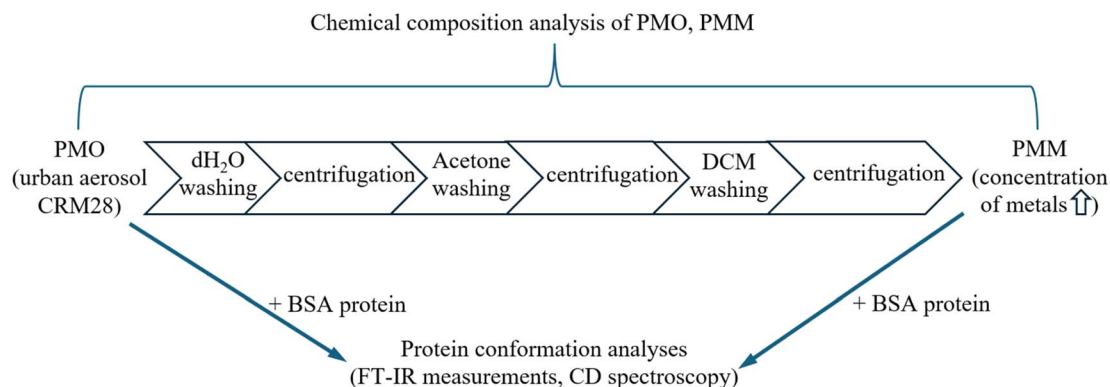 Chemical composition analysis of PMO, PMM
PMO
(urban aerosol
CRM28)
dH₂O
washing
centrifugation
Acetone
washing
centrifugation
DCM
washing
centrifugation
PMM
(concentration
of metals⇧)
+ BSA protein
+ BSA protein
Protein conformation analyses
(FT-IR measurements, CD spectroscopy)